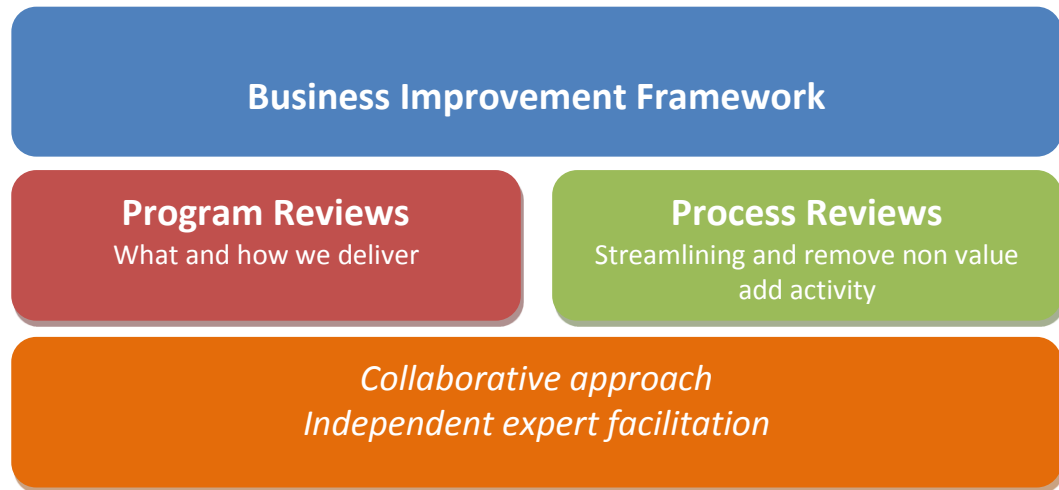 Business Improvement Framework
Program Reviews
What and how we deliver
Process Reviews
Streamlining and remove non value
add activity
Collaborative approach
Independent expert facilitation